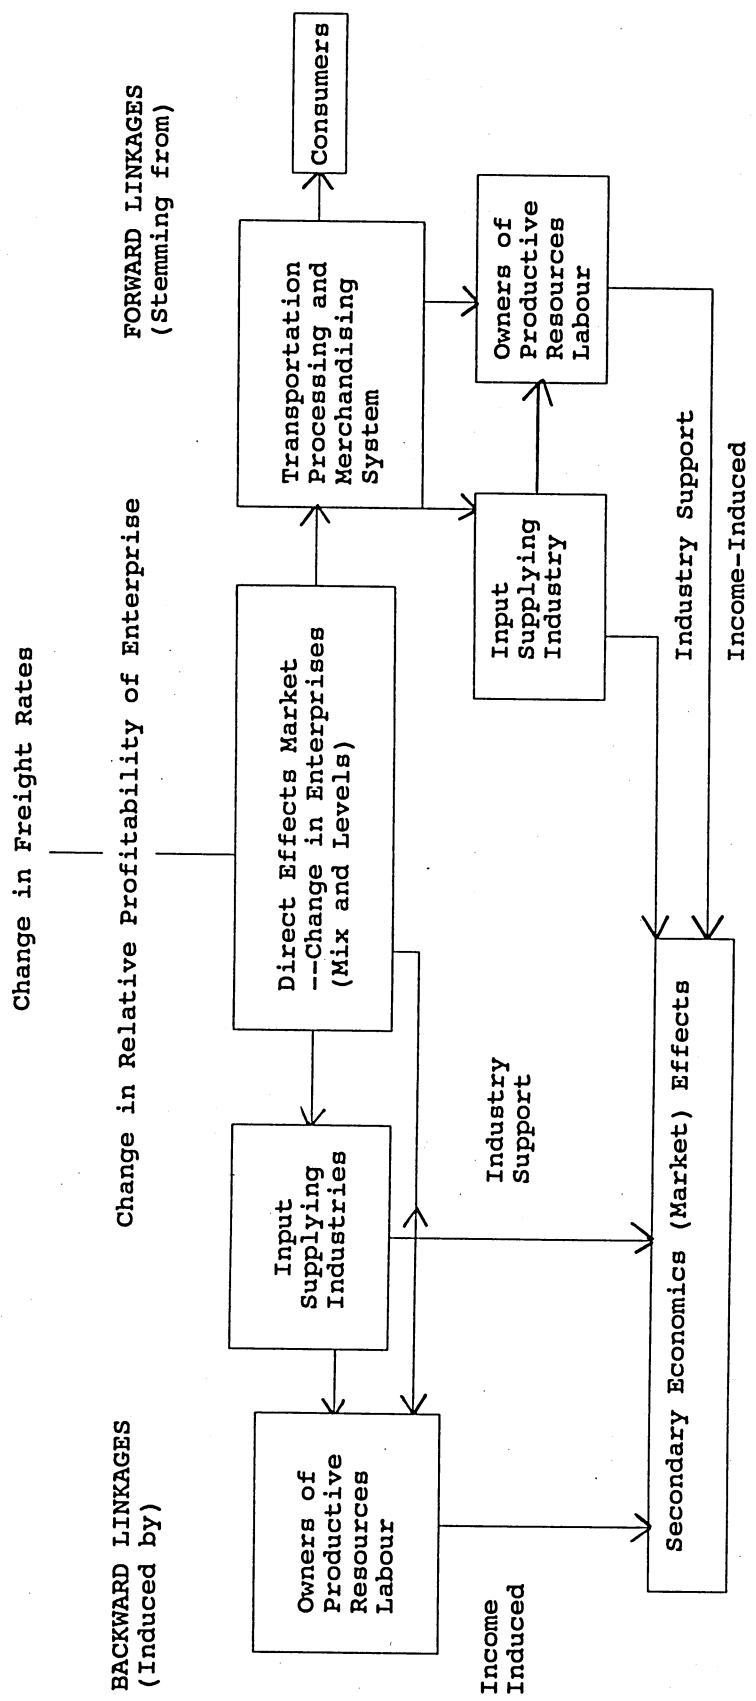 Change in Freight Rates
BACKWARD LINKAGES
(Induced by)
Change in Relative Profitability of Enterprise
FORWARD LINKAGES
(Stemming from)
Owners of
Productive
Resources
Labour
Input
Supplying
Industries
Direct Effects Market
--Change in Enterprises
(Mix and Levels)
Transportation
Processing and
Merchandising
System
Consumers
Income
Induced
Industry
Support
Input
Supplying
Industry
Owners of
Productive
Resources
Labour
Secondary Economics (Market) Effects
Industry Support
Income-Induced